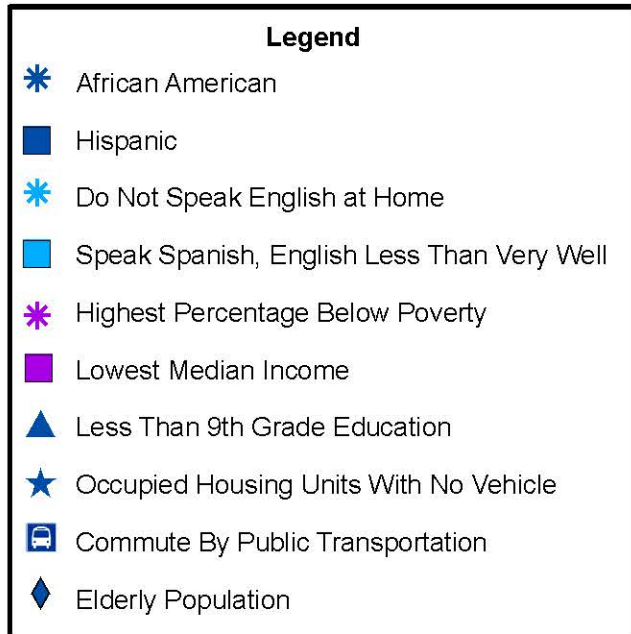 Legend
African American
Hispanic
Do Not Speak English at Home
Speak Spanish, English Less Than Very Well
Highest Percentage Below Poverty
Lowest Median Income
Less Than 9th Grade Education
Occupied Housing Units With No Vehicle
Commute By Public Transportation
Elderly Population